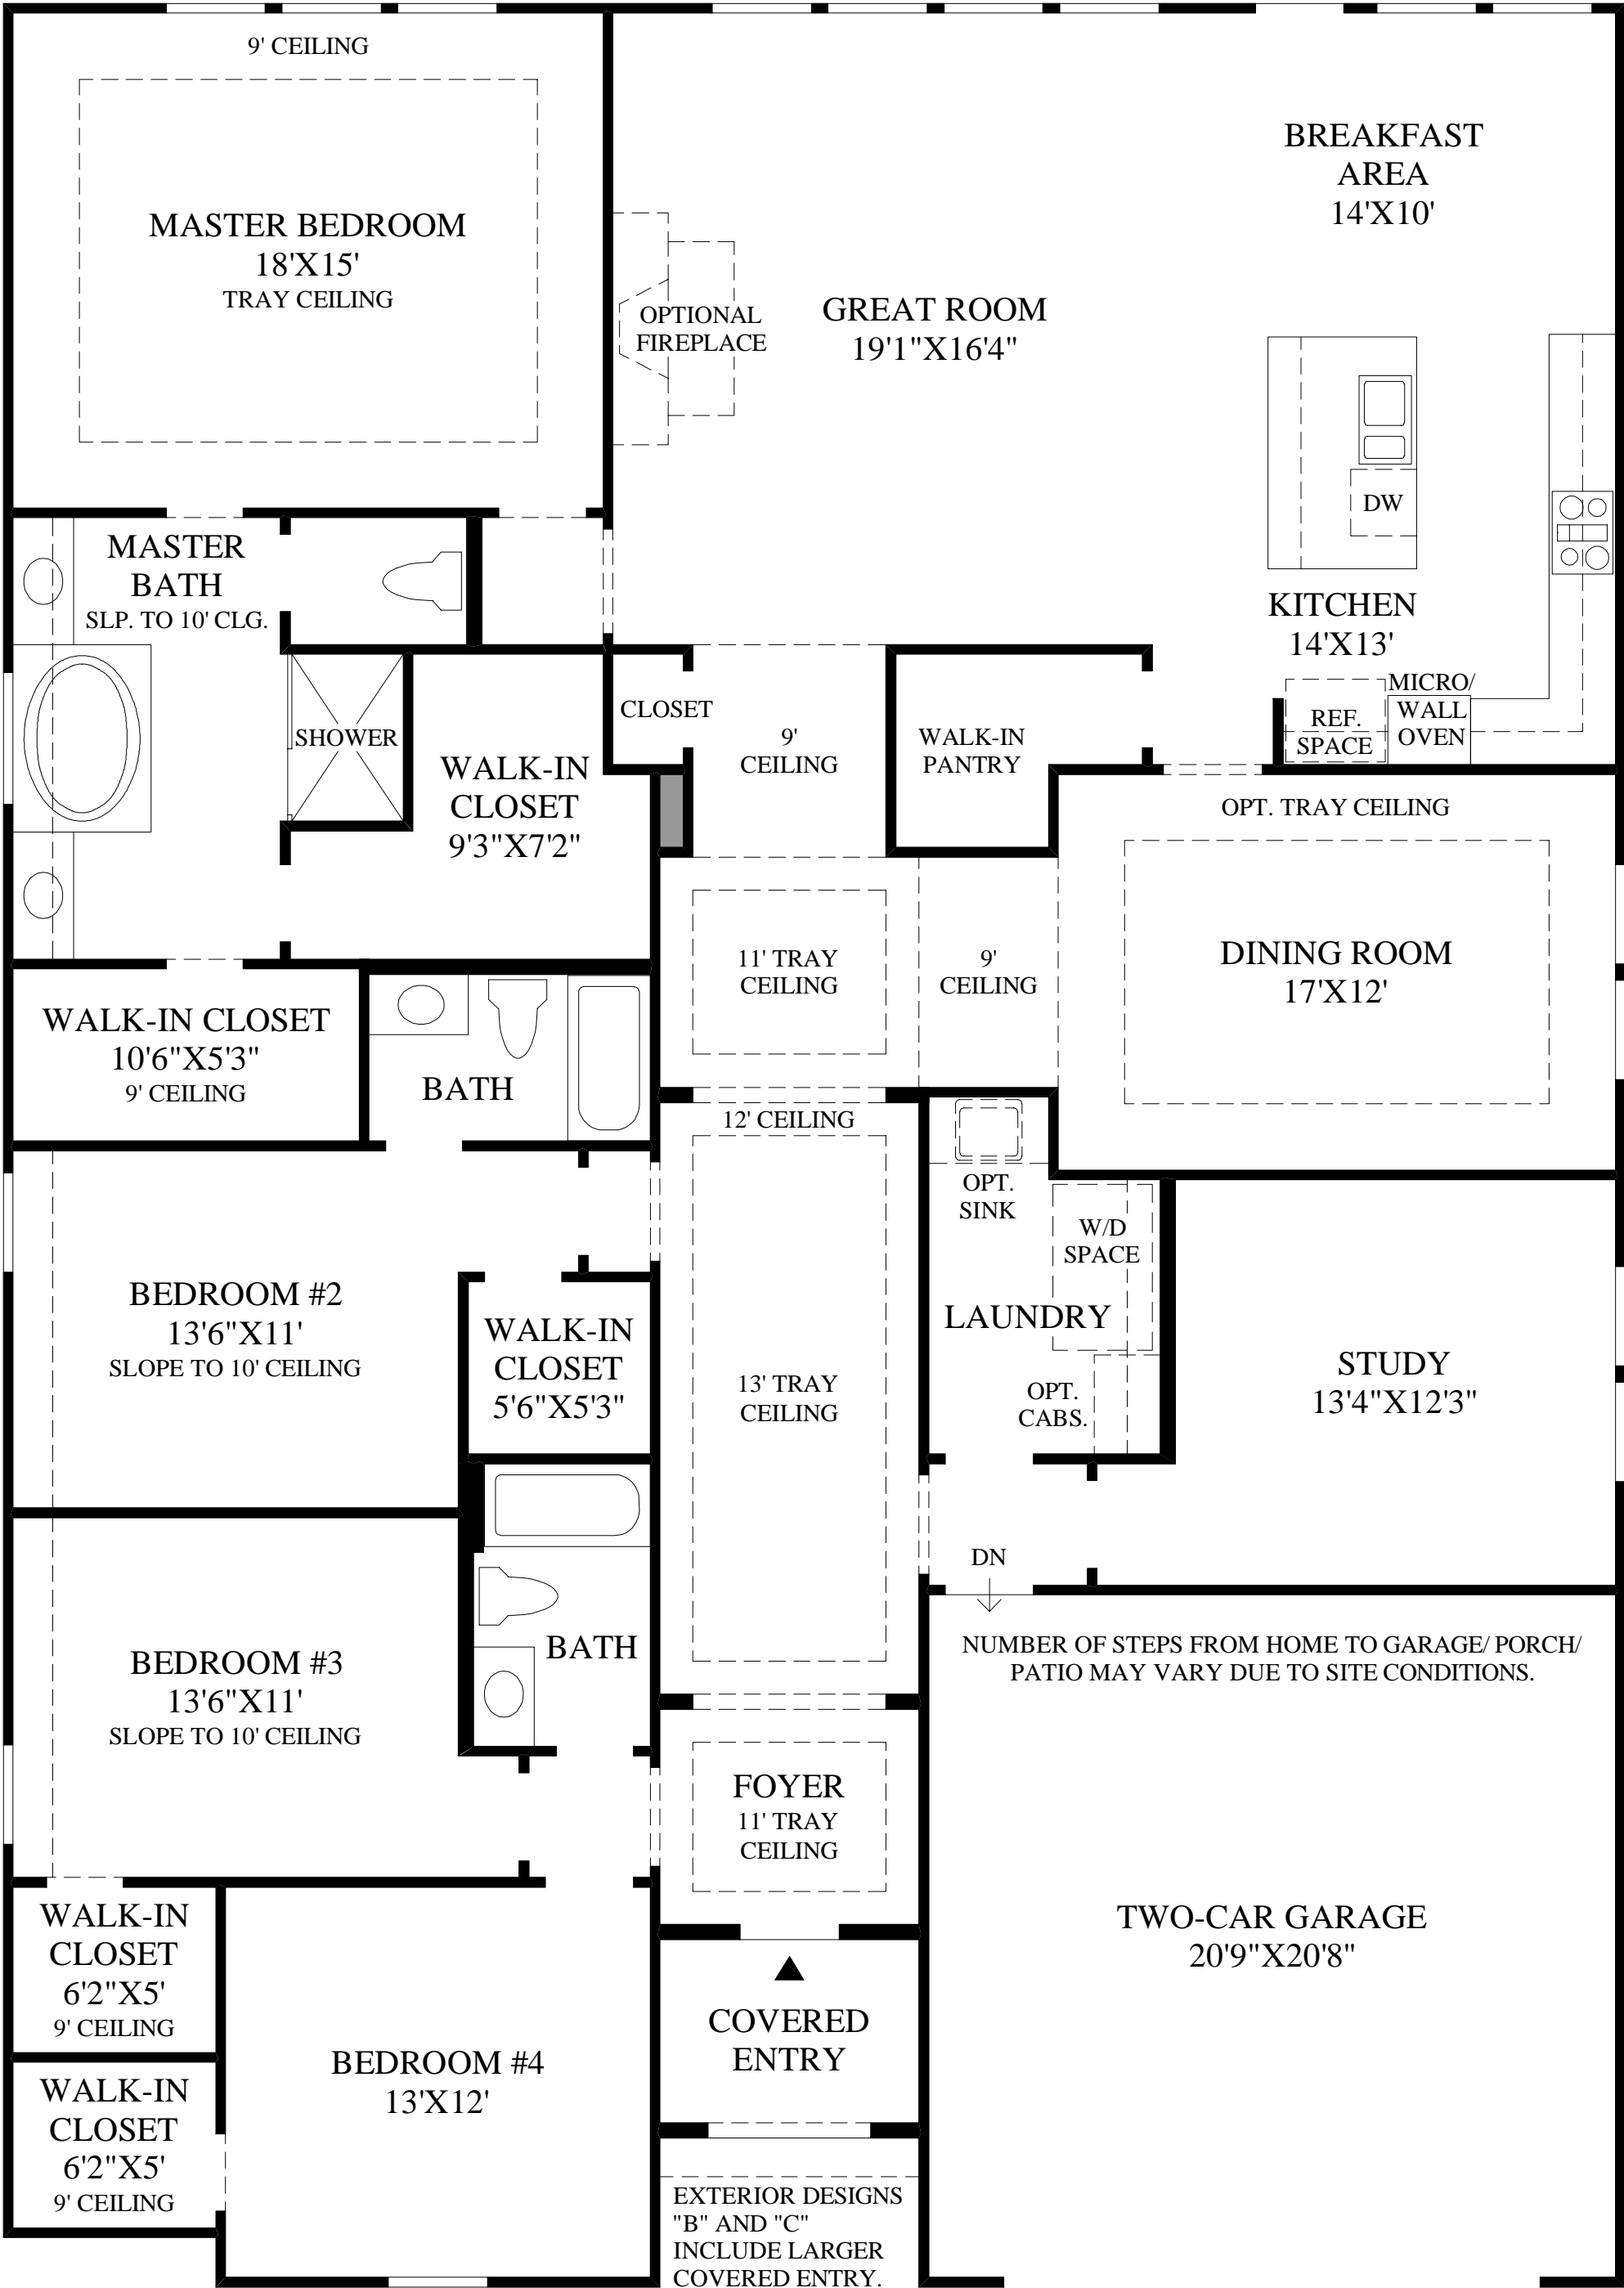 9' CEILING
MASTER BEDROOM
18'X15'
TRAY CEILING
OPTIONAL
FIREPLACE
GREAT ROOM
19'1"X16'4"
BREAKFAST
AREA
14'X10'
DW
KITCHEN
14'X13'
MICRO/
WALL
OVEN
REF.
SPACE
MASTER
BATH
SLP. TO 10' CLG.
SHOWER
WALK-IN
CLOSET
9'3"X7'2"
CLOSET
9'
CEILING
WALK-IN
PANTRY
OPT. TRAY CEILING
DINING ROOM
17'X12'
11' TRAY
CEILING
9'
CEILING
WALK-IN CLOSET
10'6"X5'3"
9' CEILING
BATH
12' CEILING
13' TRAY
CEILING
OPT.
SINK
W/D
SPACE
LAUNDRY
OPT.
CABS.
STUDY
13'4"X12'3"
BEDROOM #2
13'6"X11'
SLOPE TO 10' CEILING
WALK-IN
CLOSET
5'6"X5'3"
DN
NUMBER OF STEPS FROM HOME TO GARAGE/ PORCH/
PATIO MAY VARY DUE TO SITE CONDITIONS.
BEDROOM #3
13'6"X11'
SLOPE TO 10' CEILING
BATH
FOYER
11' TRAY
CEILING
TWO-CAR GARAGE
20'9"X20'8"
WALK-IN
CLOSET
6'2"X5'
9' CEILING
COVERED
ENTRY
BEDROOM #4
13'X12'
WALK-IN
CLOSET
6'2"X5'
9' CEILING
EXTERIOR DESIGNS
"B" AND "C"
INCLUDE LARGER
COVERED ENTRY.